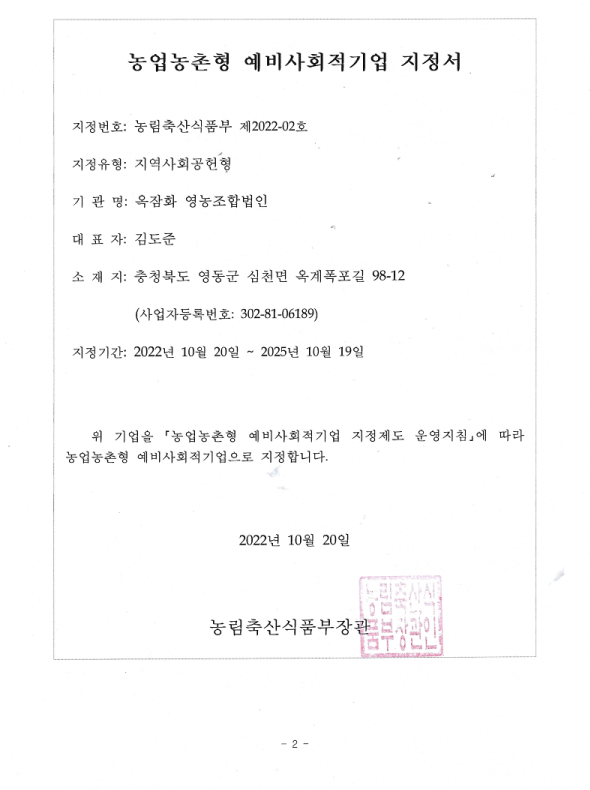 농업농촌형 예비사회적기업 지정서
지정번호: 농림축산식품부 제2022-02호
지정유형: 지역사회공헌형
기 관 명: 옥잠화 영농조합법인
대 표 자: 김도준
소 재 지: 충청북도 영동군 심천면 옥계폭포길 98-12
(사업자등록번호: 302-81-06189)
지정기간: 2022년 10월 20일 ~ 2025년 10월 19일
위 기업을 「농업농촌형 예비사회적기업 지정제도 운영지침」에 따라
농업농촌형 예비사회적기업으로 지정합니다.
2022년 10월 20일
농림축산식품부장관
농림축산식
품부장관인
- 2 -